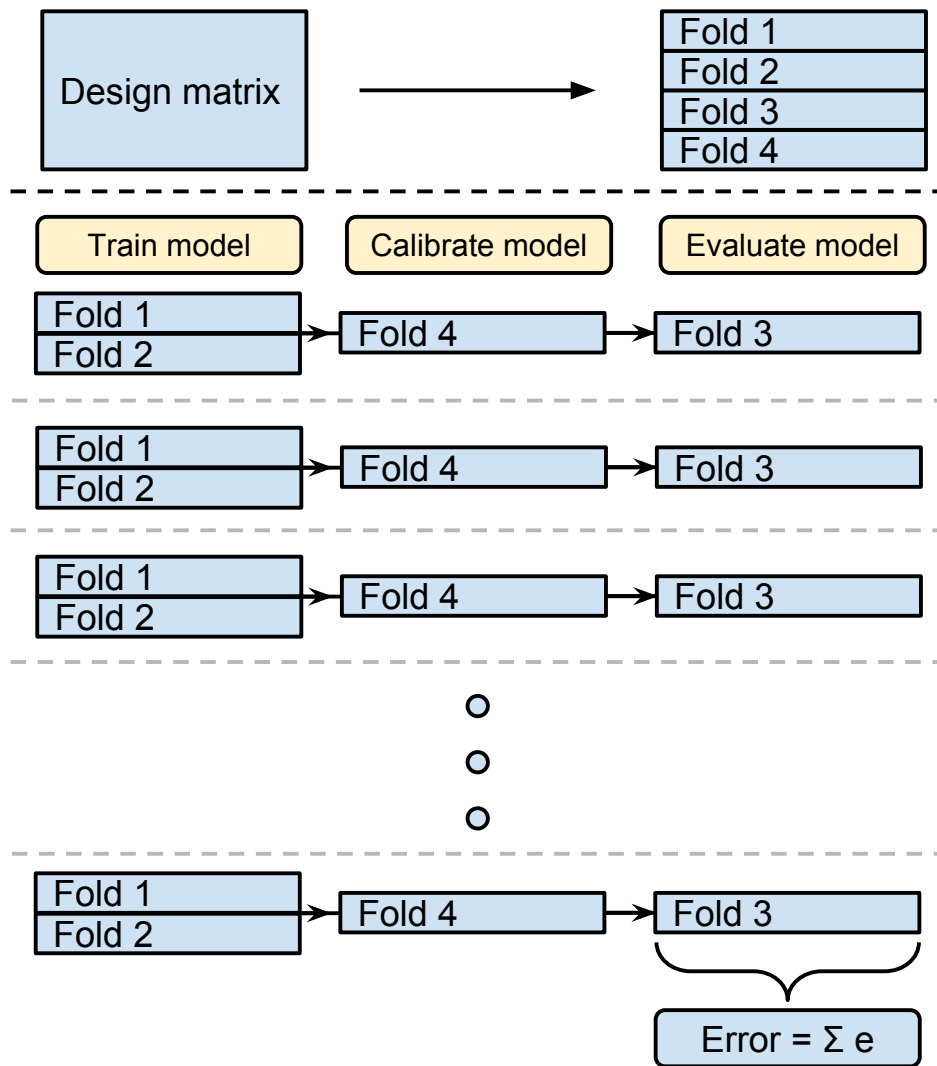 Design matrix
Fold 1
Fold 2
Fold 3
Fold 4
Train model
Calibrate model
Evaluate model
Fold 1
Fold 2
Fold 4
Fold 3
Fold 1
Fold 2
Fold 4
Fold 3
Fold 1
Fold 2
Fold 4
Fold 3
Fold 1
Fold 2
Fold 4
Fold 3
Error = Σ e